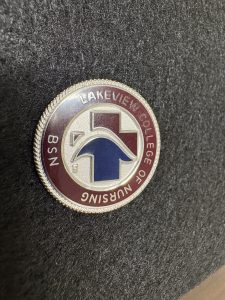 LAKEVIEW COLLEGE OF NURSING
BSN